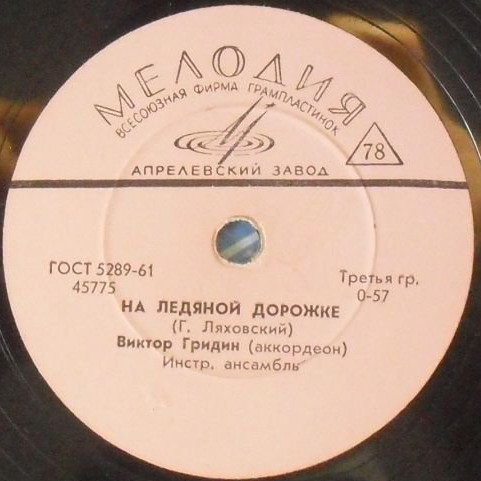 МЕЛОДИЯ
ВСЕСОЮЗНАЯ ФИРМА ГРАМПЛАСТИНОК
78
АПРЕЛЕВСКИЙ ЗАВОД
ГОСТ 5289-61
45775
Третья гр.
0-57
НА ЛЕДЯНОЙ ДОРОЖКЕ
(Г. Ляховский)
Виктор Гридин (аккордеон)
Инстр. ансамбль